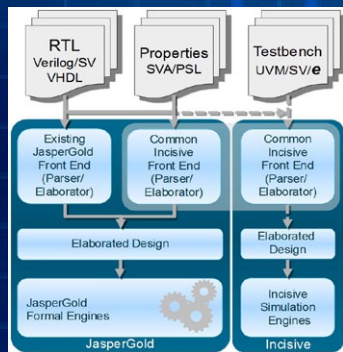 RTL
Verilog/SV
VHDL
Properties
SVA/PSL
Testbench
UVM/SV/e
Existing
JasperGold
Front End
(Parser/
Elaborator)
Common
Incisive
Front End
(Parser/
Elaborator)
Common
Incisive
Front End
(Parser/
Elaborator)
Elaborated Design
Elaborated
Design
JasperGold
Formal Engines
Incisive
Simulation
Engines
JasperGold
Incisive